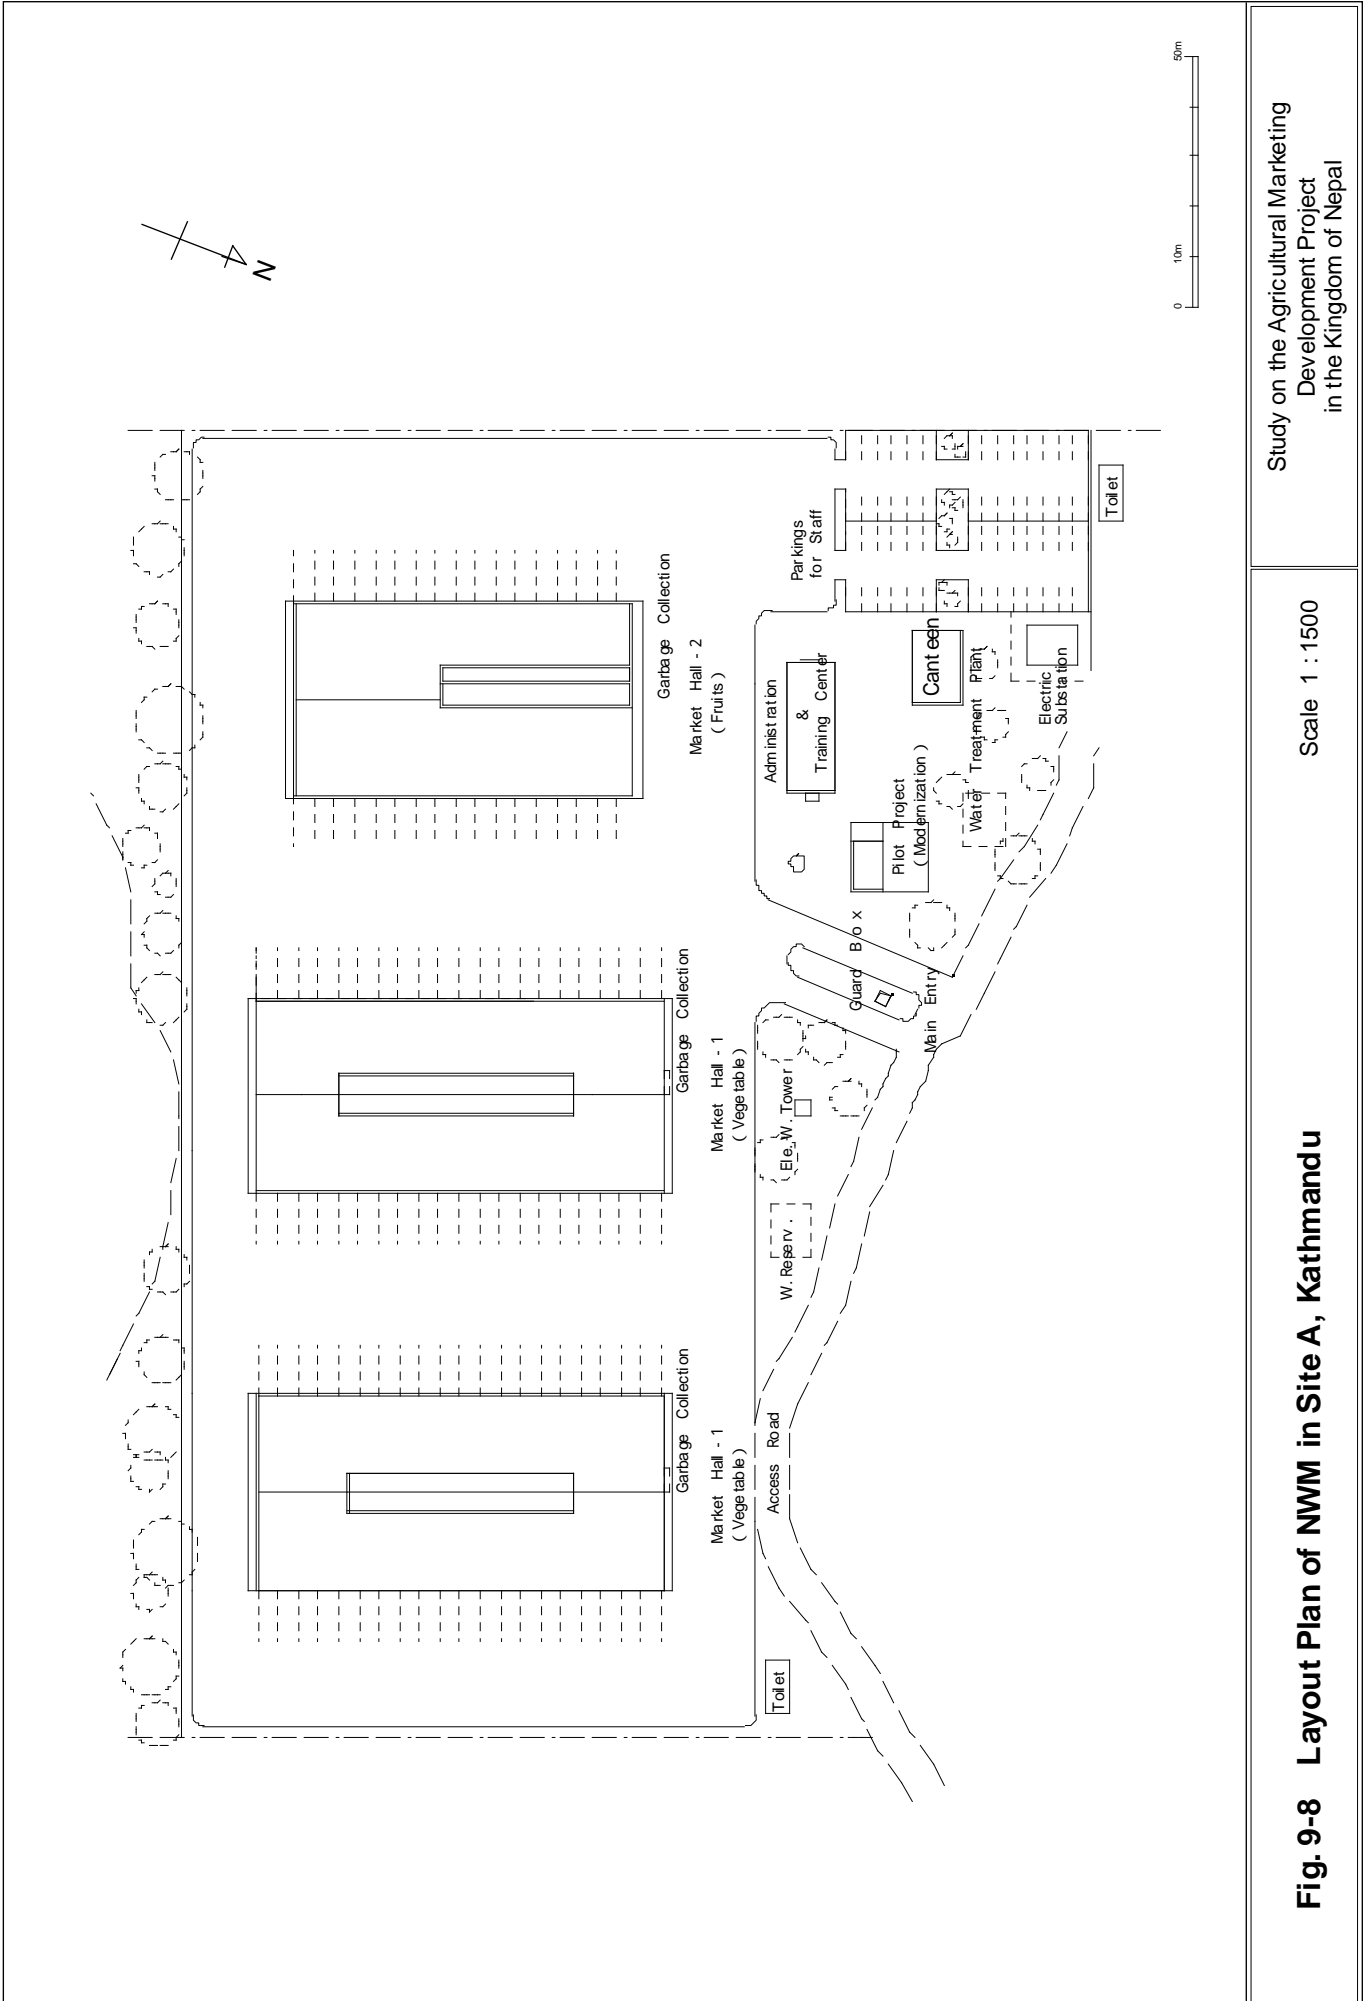 N
0
10m
50m
Garbage Collection
Market Hall - 1
( Vegetable )
Garbage Collection
Market Hall - 1
( Vegetable )
Garbage Collection
Market Hall - 2
( Fruits )
Toilet
Access Road
W. Reserv.
Ele. W. Tower
Main Entry
Guard Box
Pilot Project
( Modernization )
Administration
&
Training Center
Parkings
for Staff
Canteen
Water Treatment Plant
Electric
Substation
Toilet
Fig. 9-8 Layout Plan of NWM in Site A, Kathmandu
Scale 1 : 1500
Study on the Agricultural Marketing
Development Project
in the Kingdom of Nepal